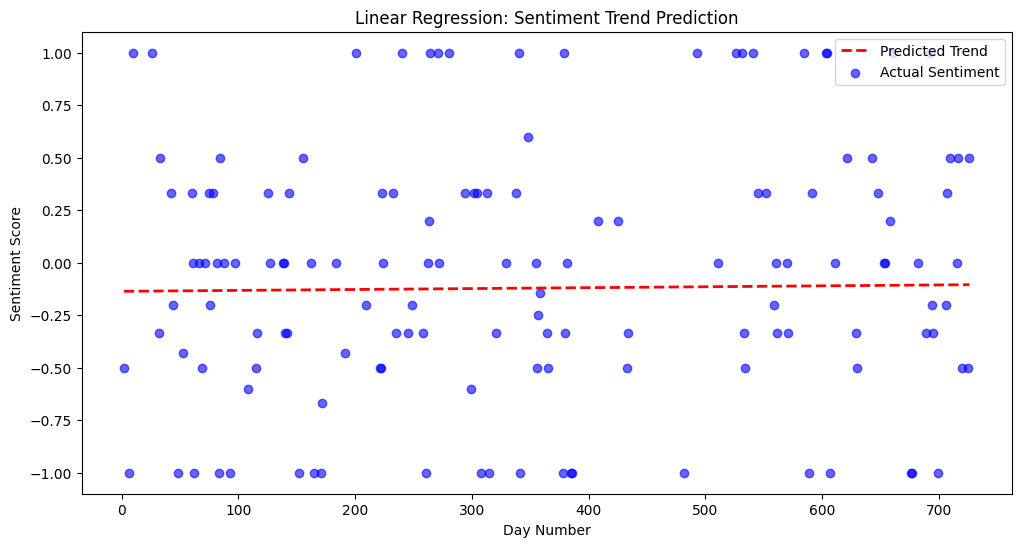 Linear Regression: Sentiment Trend Prediction
Predicted Trend
Actual Sentiment
Sentiment Score
1.00
0.75
0.50
0.25
0.00
−0.25
−0.50
−0.75
−1.00
0 100 200 300 400 500 600 700
Day Number